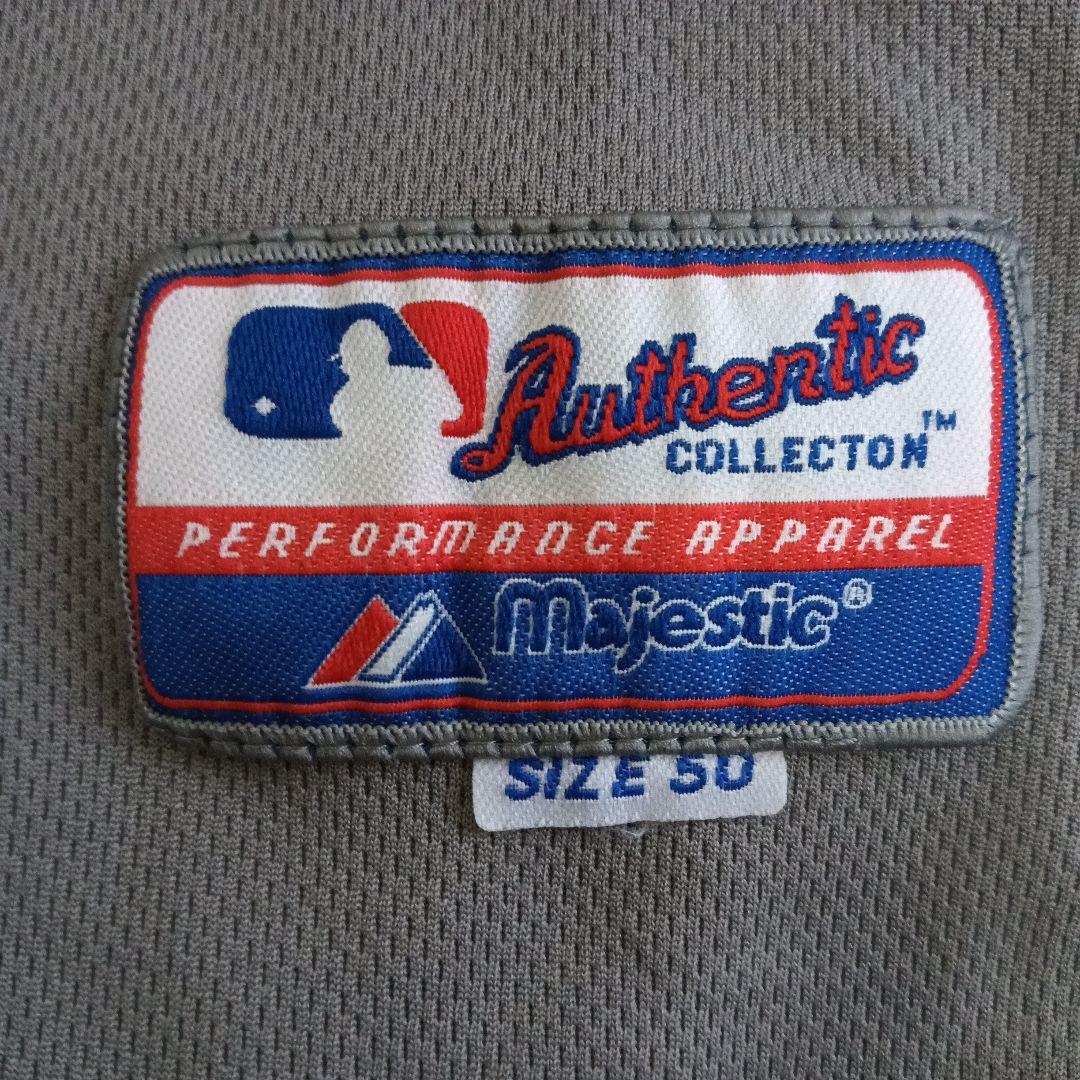 Authentic
COLLECTON™
PERFORMANCE APPAREL
Majestic®
SIZE 50